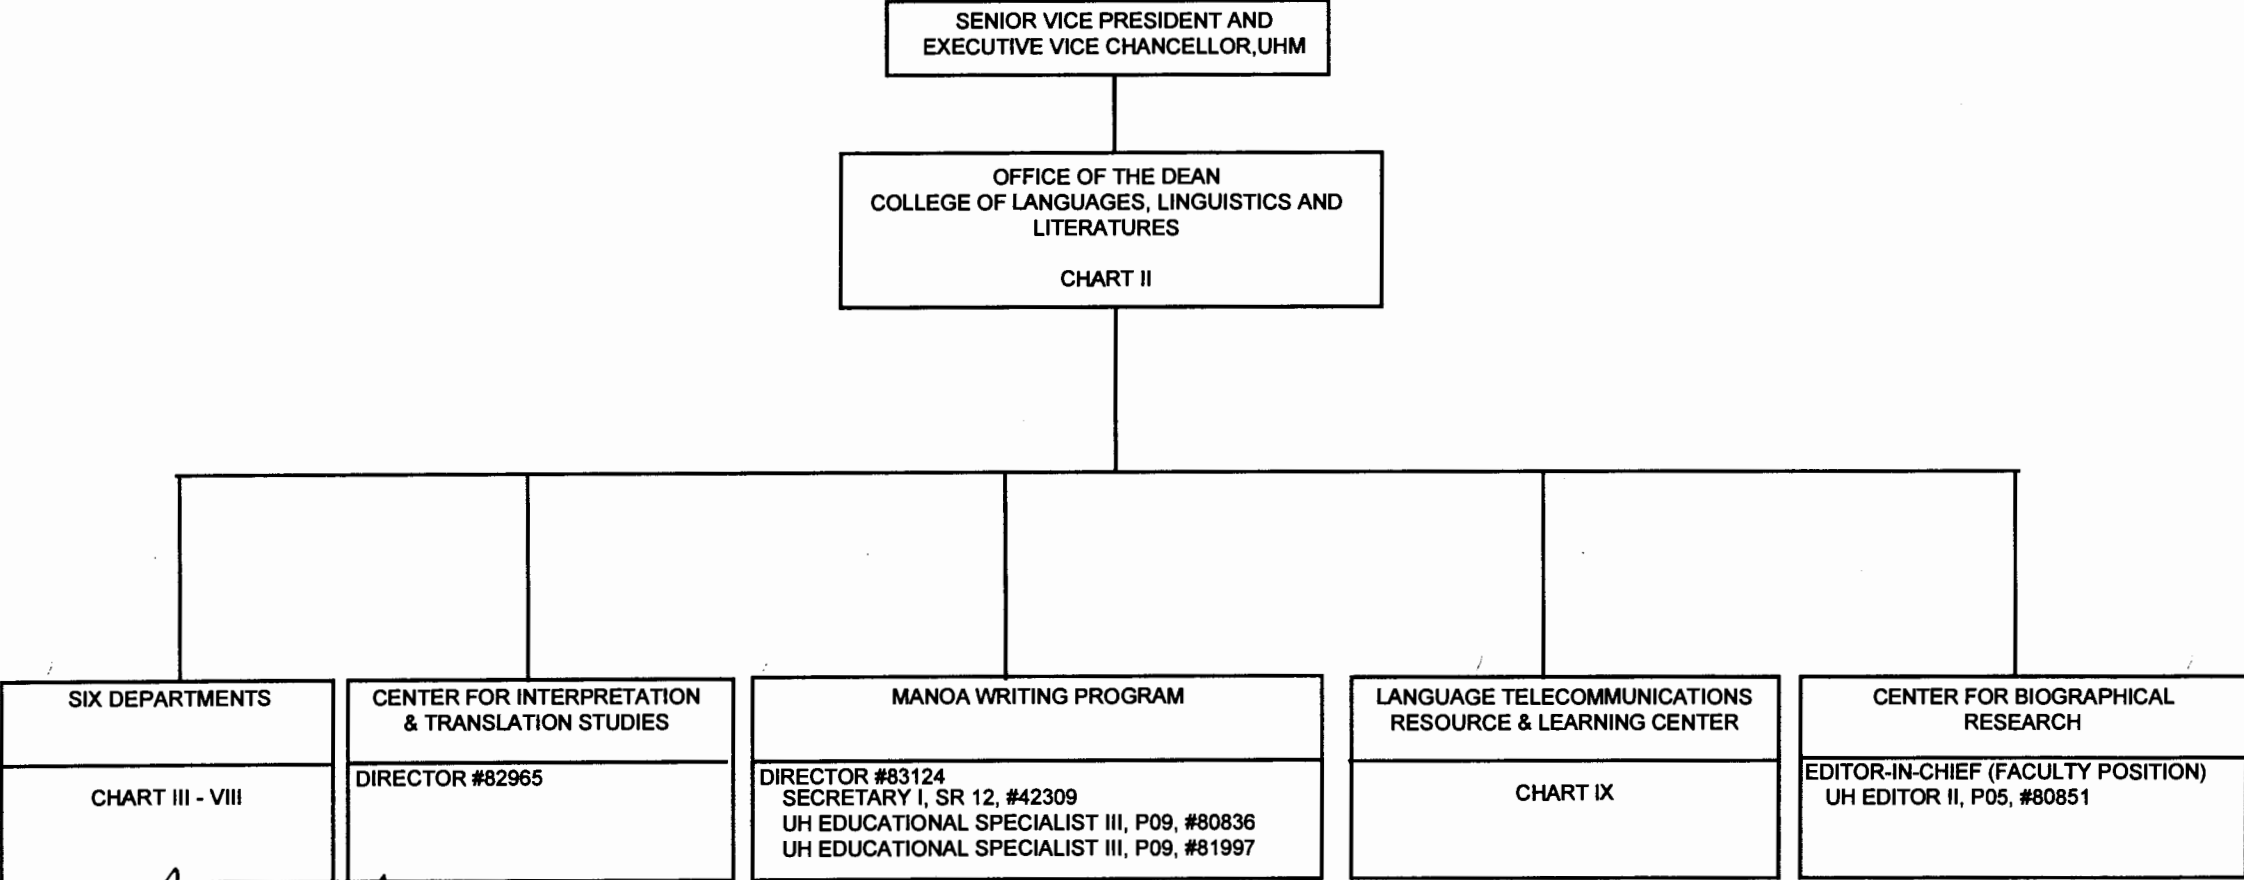 SENIOR VICE PRESIDENT AND
EXECUTIVE VICE CHANCELLOR,UHM
OFFICE OF THE DEAN
COLLEGE OF LANGUAGES, LINGUISTICS AND
LITERATURES
CHART II
SIX DEPARTMENTS
CHART III - VIII
CENTER FOR INTERPRETATION
& TRANSLATION STUDIES
DIRECTOR #82965
MANOA WRITING PROGRAM
DIRECTOR #83124
SECRETARY I, SR 12, #42309
UH EDUCATIONAL SPECIALIST III, P09, #80836
UH EDUCATIONAL SPECIALIST III, P09, #81997
LANGUAGE TELECOMMUNICATIONS
RESOURCE & LEARNING CENTER
CHART IX
CENTER FOR BIOGRAPHICAL
RESEARCH
EDITOR-IN-CHIEF (FACULTY POSITION)
UH EDITOR II, P05, #80851